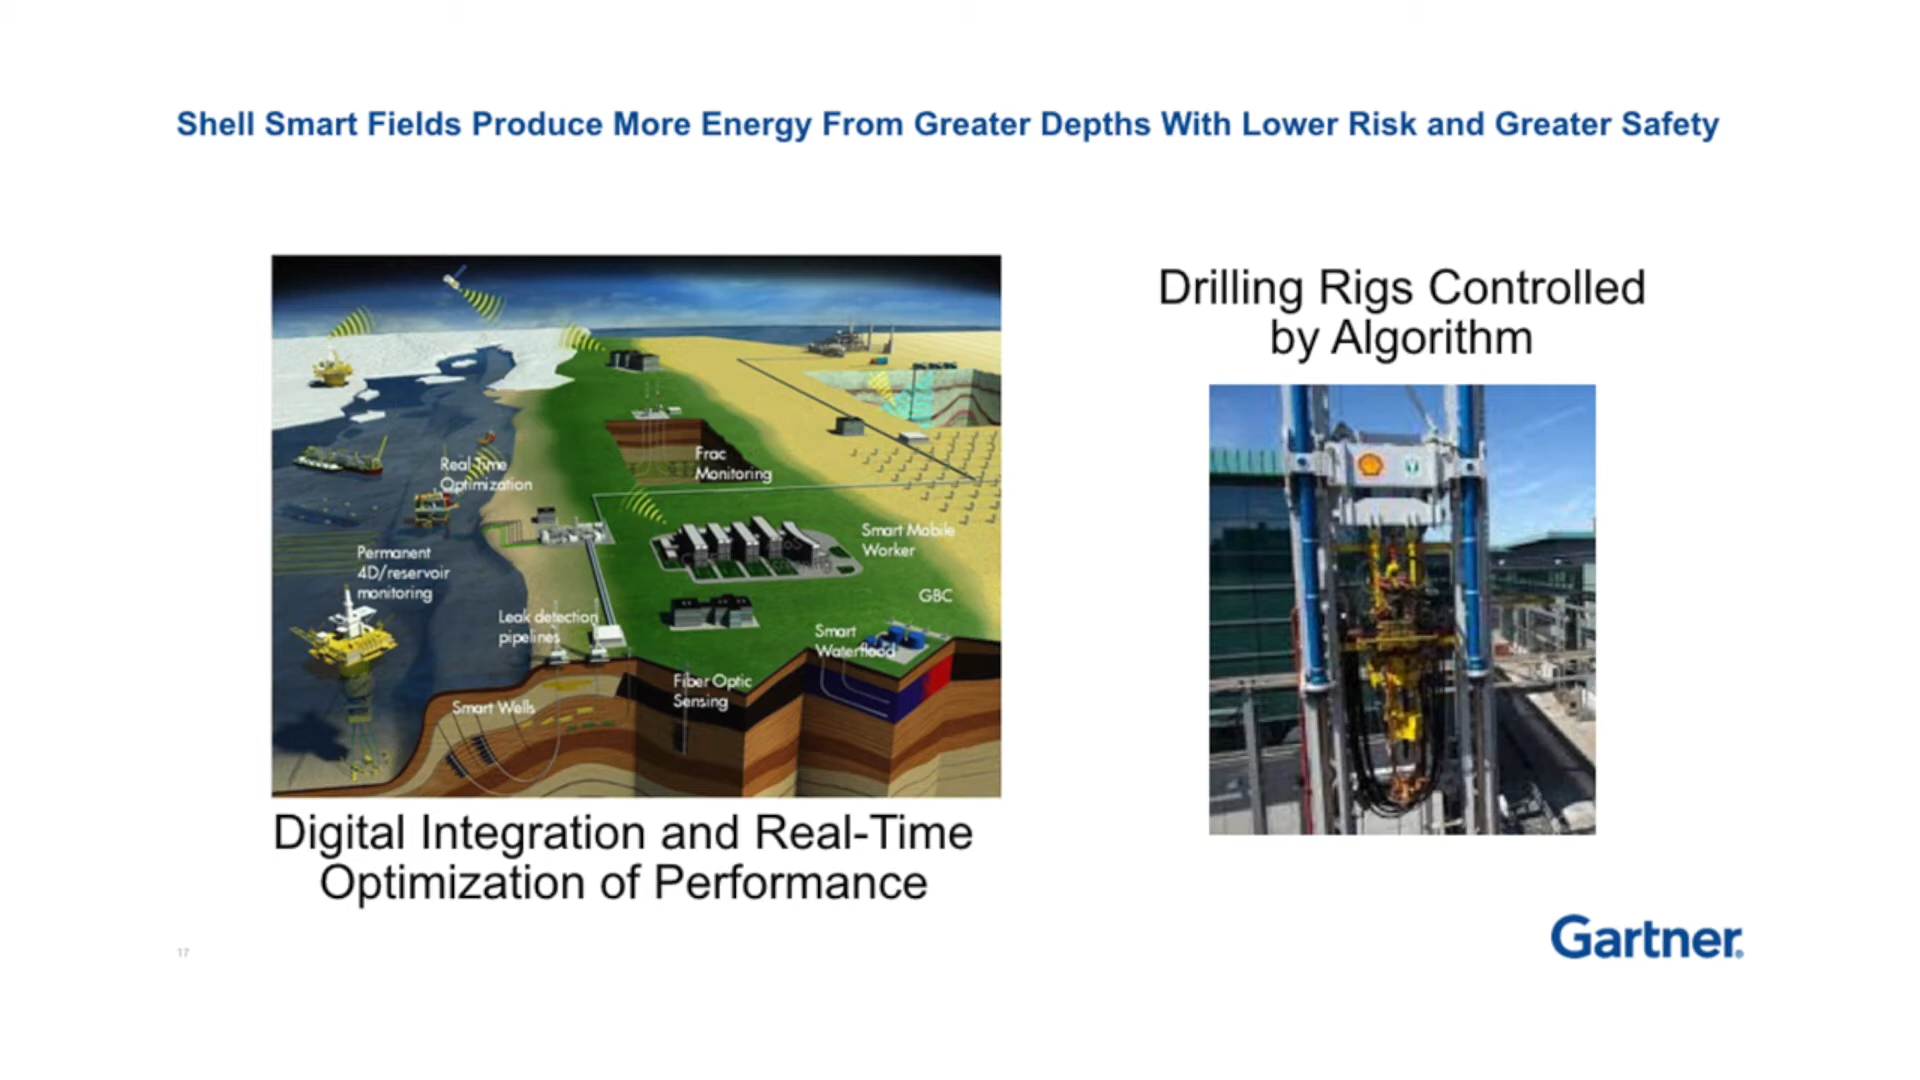 Shell Smart Fields Produce More Energy From Greater Depths With Lower Risk and Greater Safety
Real Time
Optimization
Frac
Monitoring
Permanent
4D/reservoir
monitoring
Smart Mobile
Worker
GBC
Leak detection
pipelines
Smart
Waterflood
Fiber Optic
Sensing
Smart Wells
Digital Integration and Real-Time
Optimization of Performance
Drilling Rigs Controlled
by Algorithm
17
Gartner.